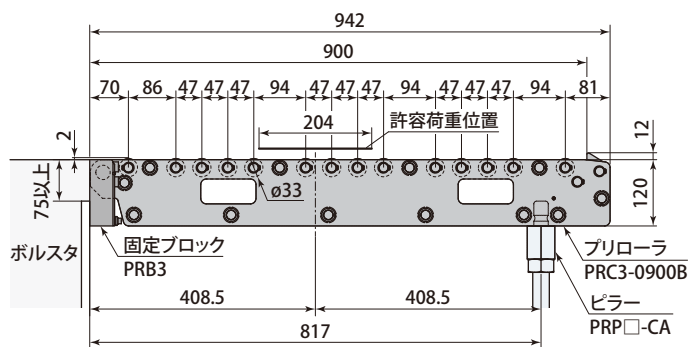 942
900
70 86 47 47 47 94 47 47 47 94 47 47 47 94 81
204 許容荷重位置
12
2
75以上
ø33
120
ボルスタ
固定ブロック
PRB3
プリローラ
PRC3-0900B
408.5 408.5
ピラー
PRP□-CA
817